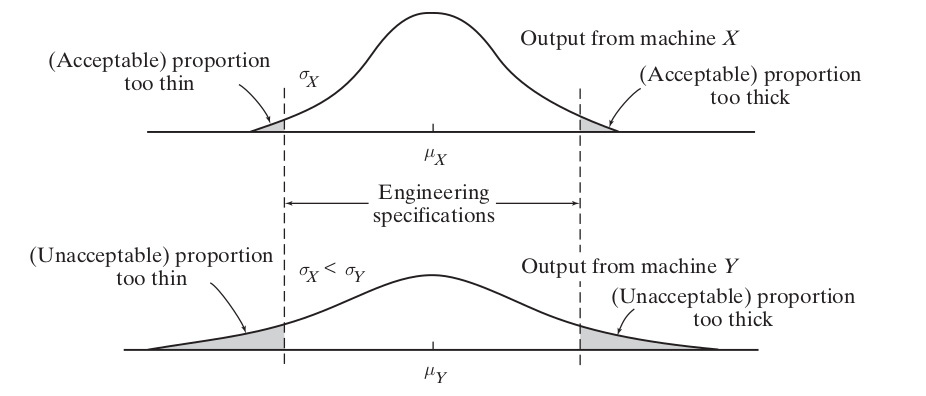 Output from machine X
(Acceptable) proportion
too thin
σX
(Acceptable) proportion
too thick
μX
Engineering
specifications
(Unacceptable) proportion
too thin
σX < σY
Output from machine Y
(Unacceptable) proportion
too thick
μY